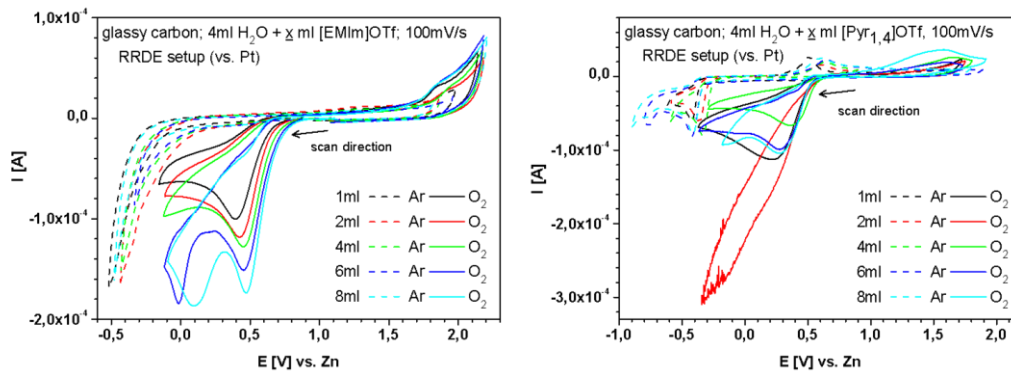 glassy carbon; 4ml H2O + x ml [EMIm]OTf; 100mV/s
RRDE setup (vs. Pt)
scan direction
1ml Ar O2
2ml Ar O2
4ml Ar O2
6ml Ar O2
8ml Ar O2
1,0x10-4
0,0
-1,0x10-4
-2,0x10-4
I [A]
-0,5 0,0 0,5 1,0 1,5 2,0
E [V] vs. Zn
glassy carbon; 4ml H2O + x ml [Pyr1,4]OTf; 100mV/s
RRDE setup (vs. Pt)
scan direction
1ml Ar O2
2ml Ar O2
4ml Ar O2
6ml Ar O2
8ml Ar O2
0,0
-1,0x10-4
-2,0x10-4
-3,0x10-4
I [A]
-1,0 -0,5 0,0 0,5 1,0 1,5 2,0
E [V] vs. Zn